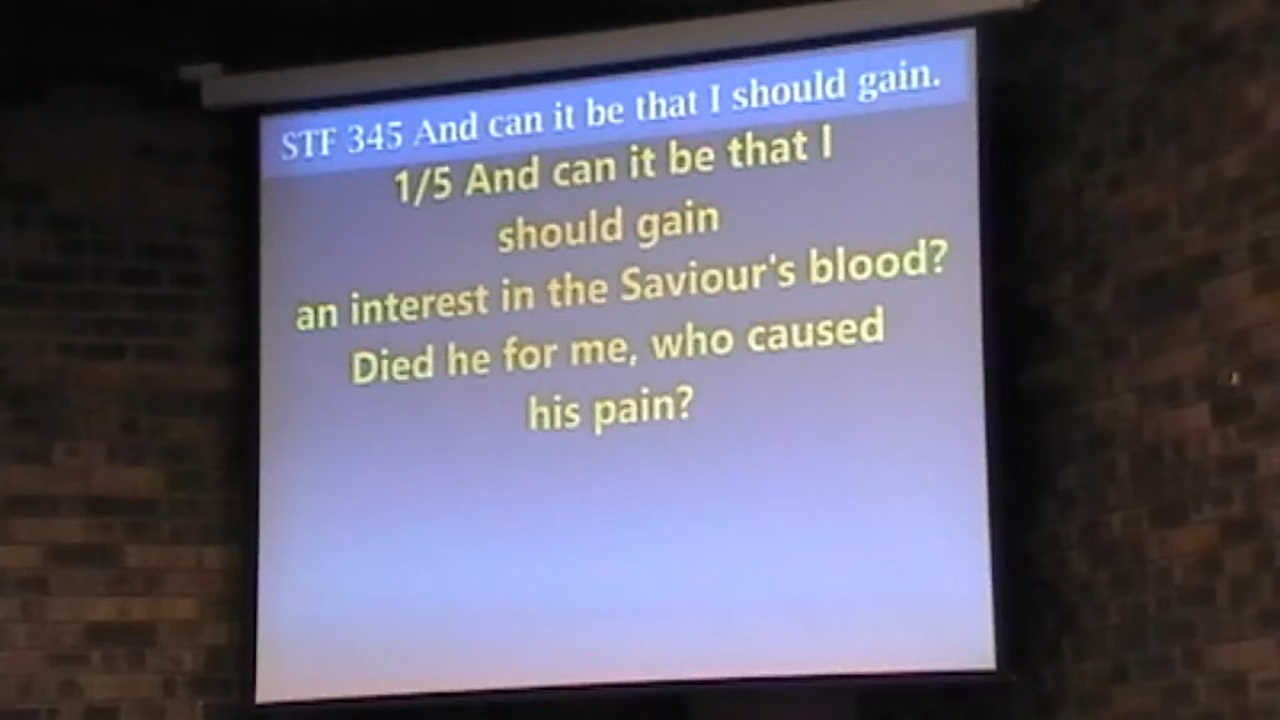 STF 345 And can it be that I should gain.
1/5 And can it be that I
should gain
an interest in the Saviour's blood?
Died he for me, who caused
his pain?